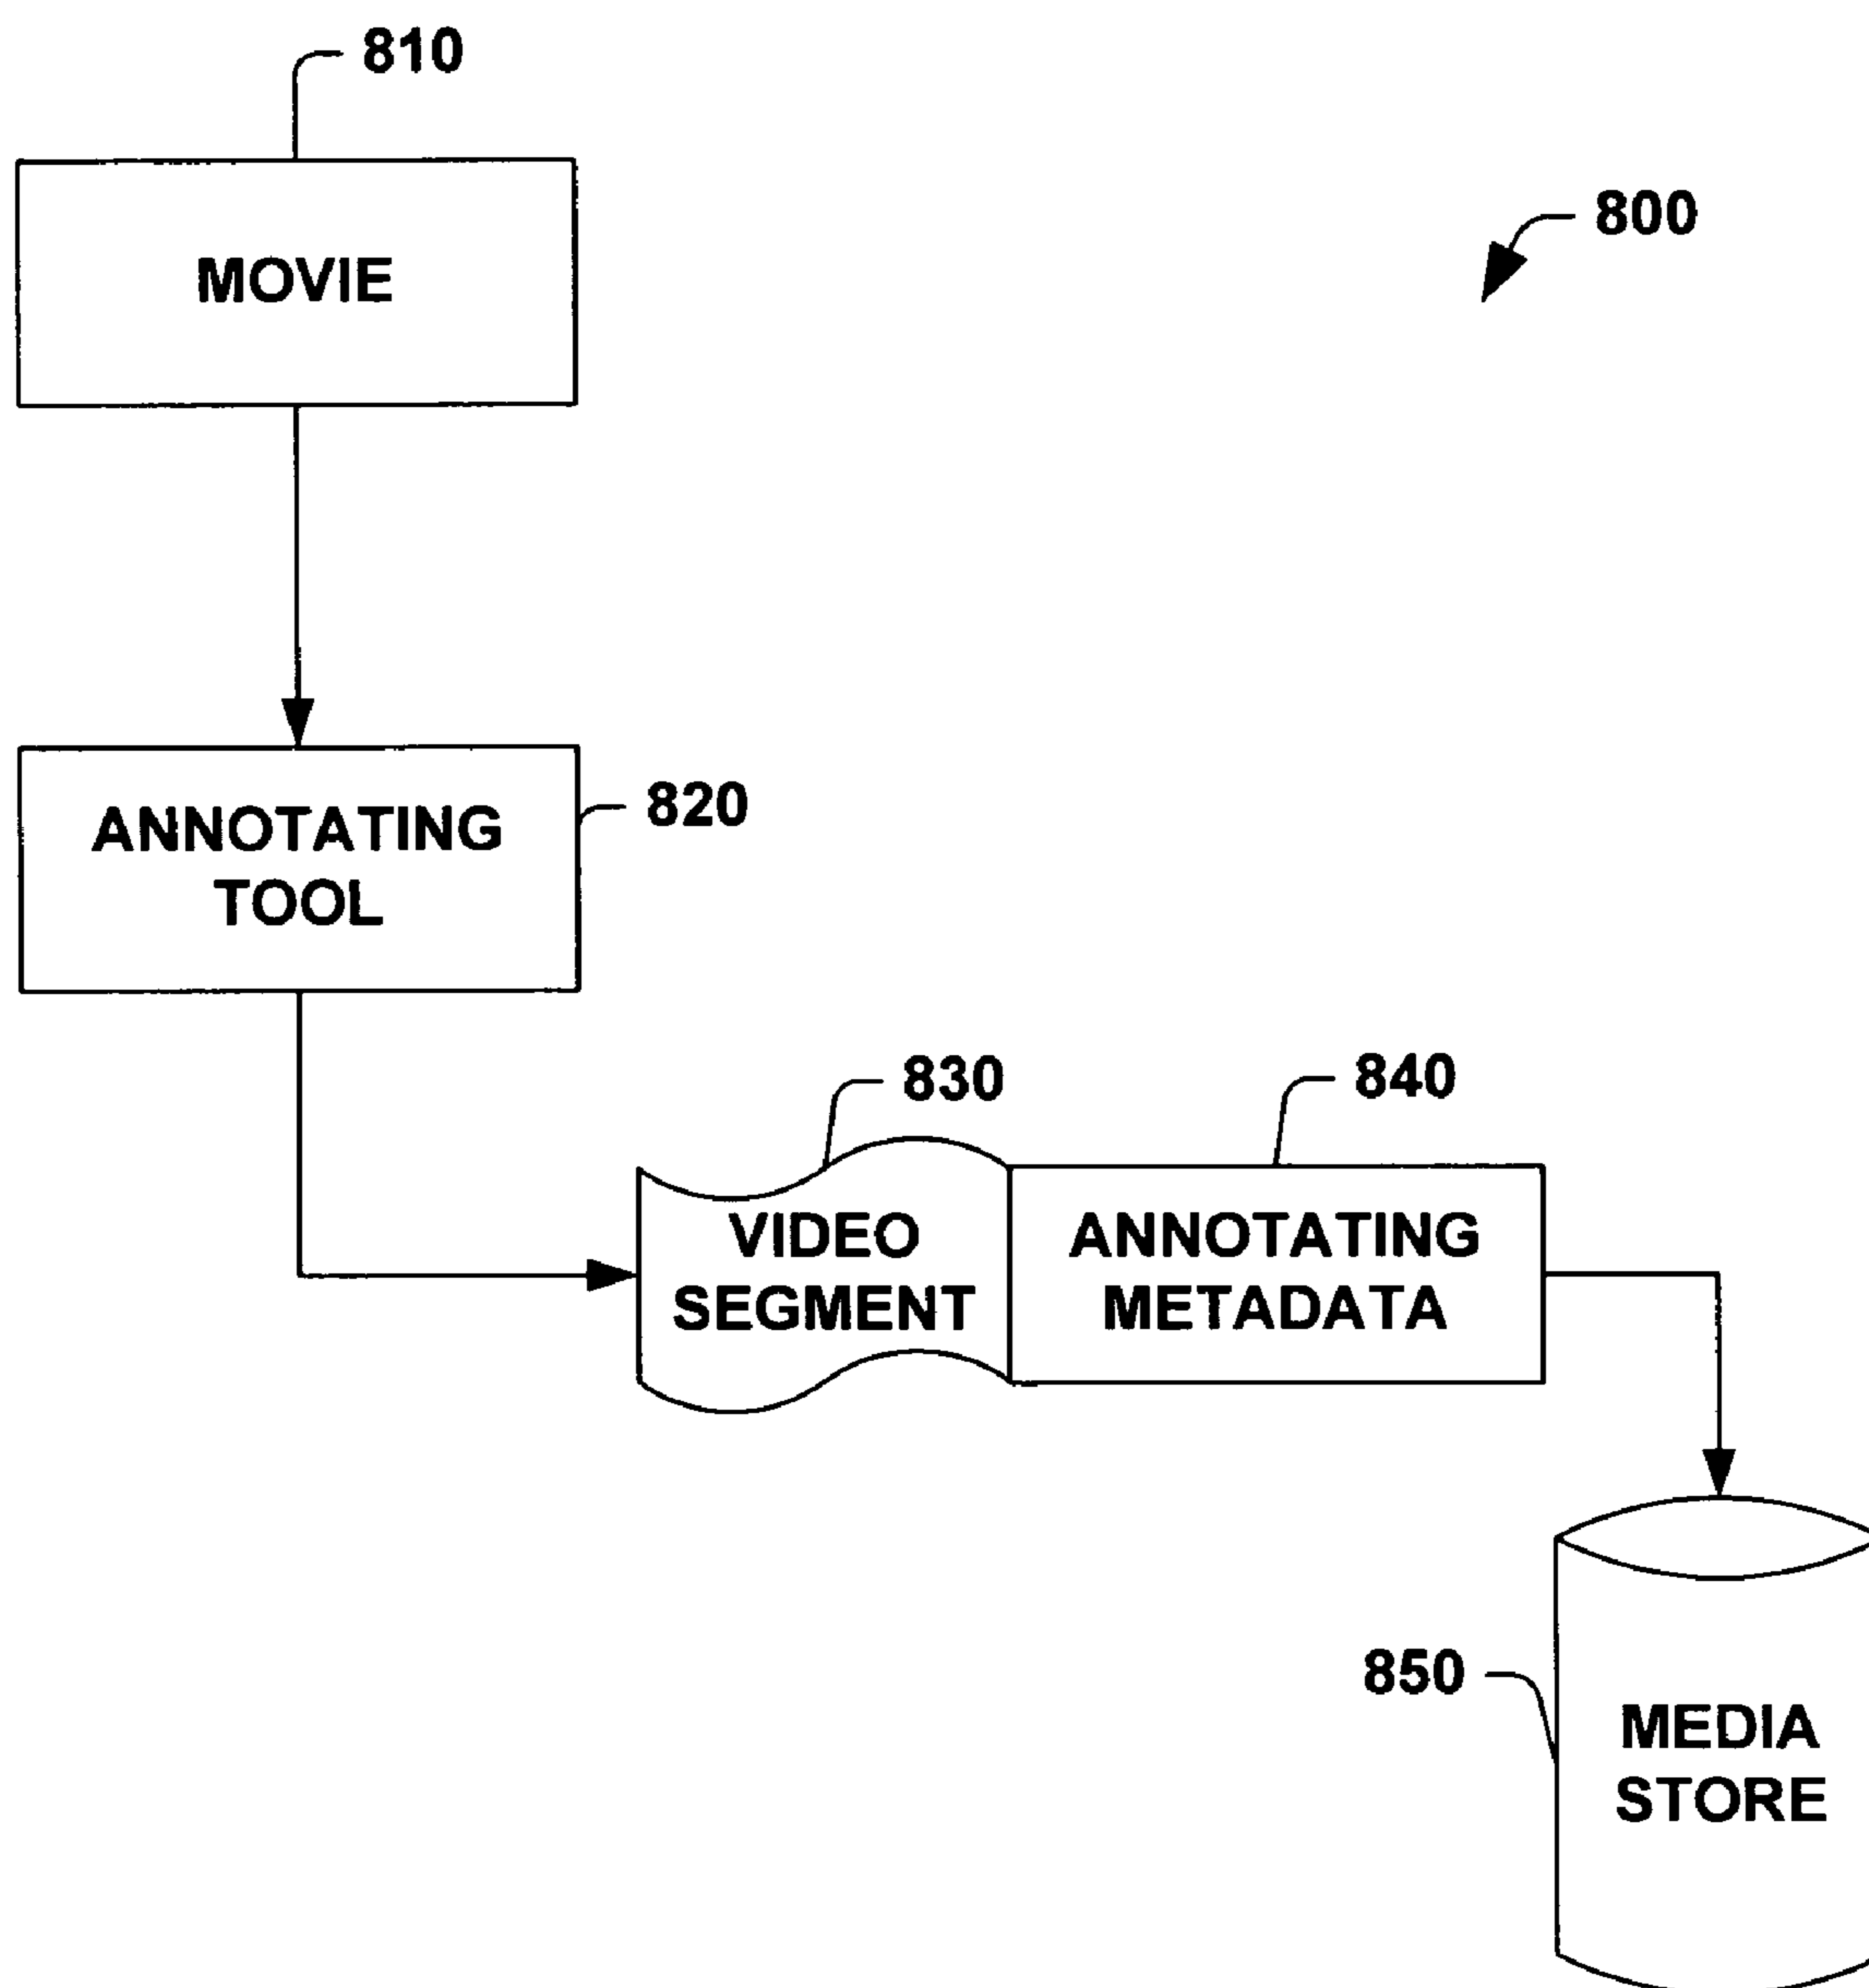 810
MOVIE
800
ANNOTATING
TOOL
820
830
840
VIDEO
SEGMENT
ANNOTATING
METADATA
850
MEDIA
STORE